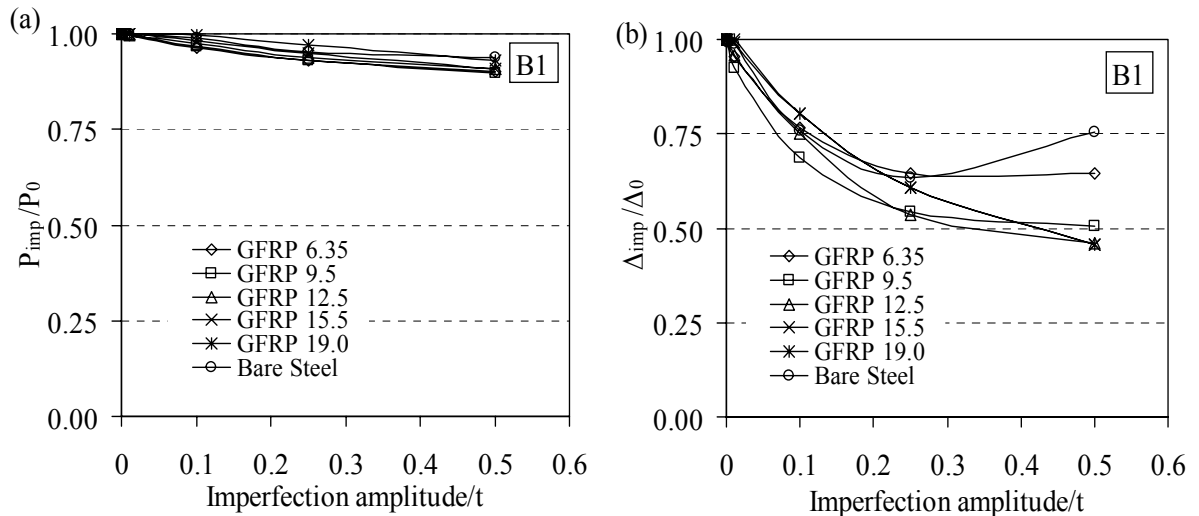 (a)
1.00
0.75
0.50
0.25
0.00
P_imp/P_0
B1
GFRP 6.35
GFRP 9.5
GFRP 12.5
GFRP 15.5
GFRP 19.0
Bare Steel
0 0.1 0.2 0.3 0.4 0.5 0.6
Imperfection amplitude/t
(b)
1.00
0.75
0.50
0.25
0.00
Δ_imp/Δ_0
B1
GFRP 6.35
GFRP 9.5
GFRP 12.5
GFRP 15.5
GFRP 19.0
Bare Steel
0 0.1 0.2 0.3 0.4 0.5 0.6
Imperfection amplitude/t